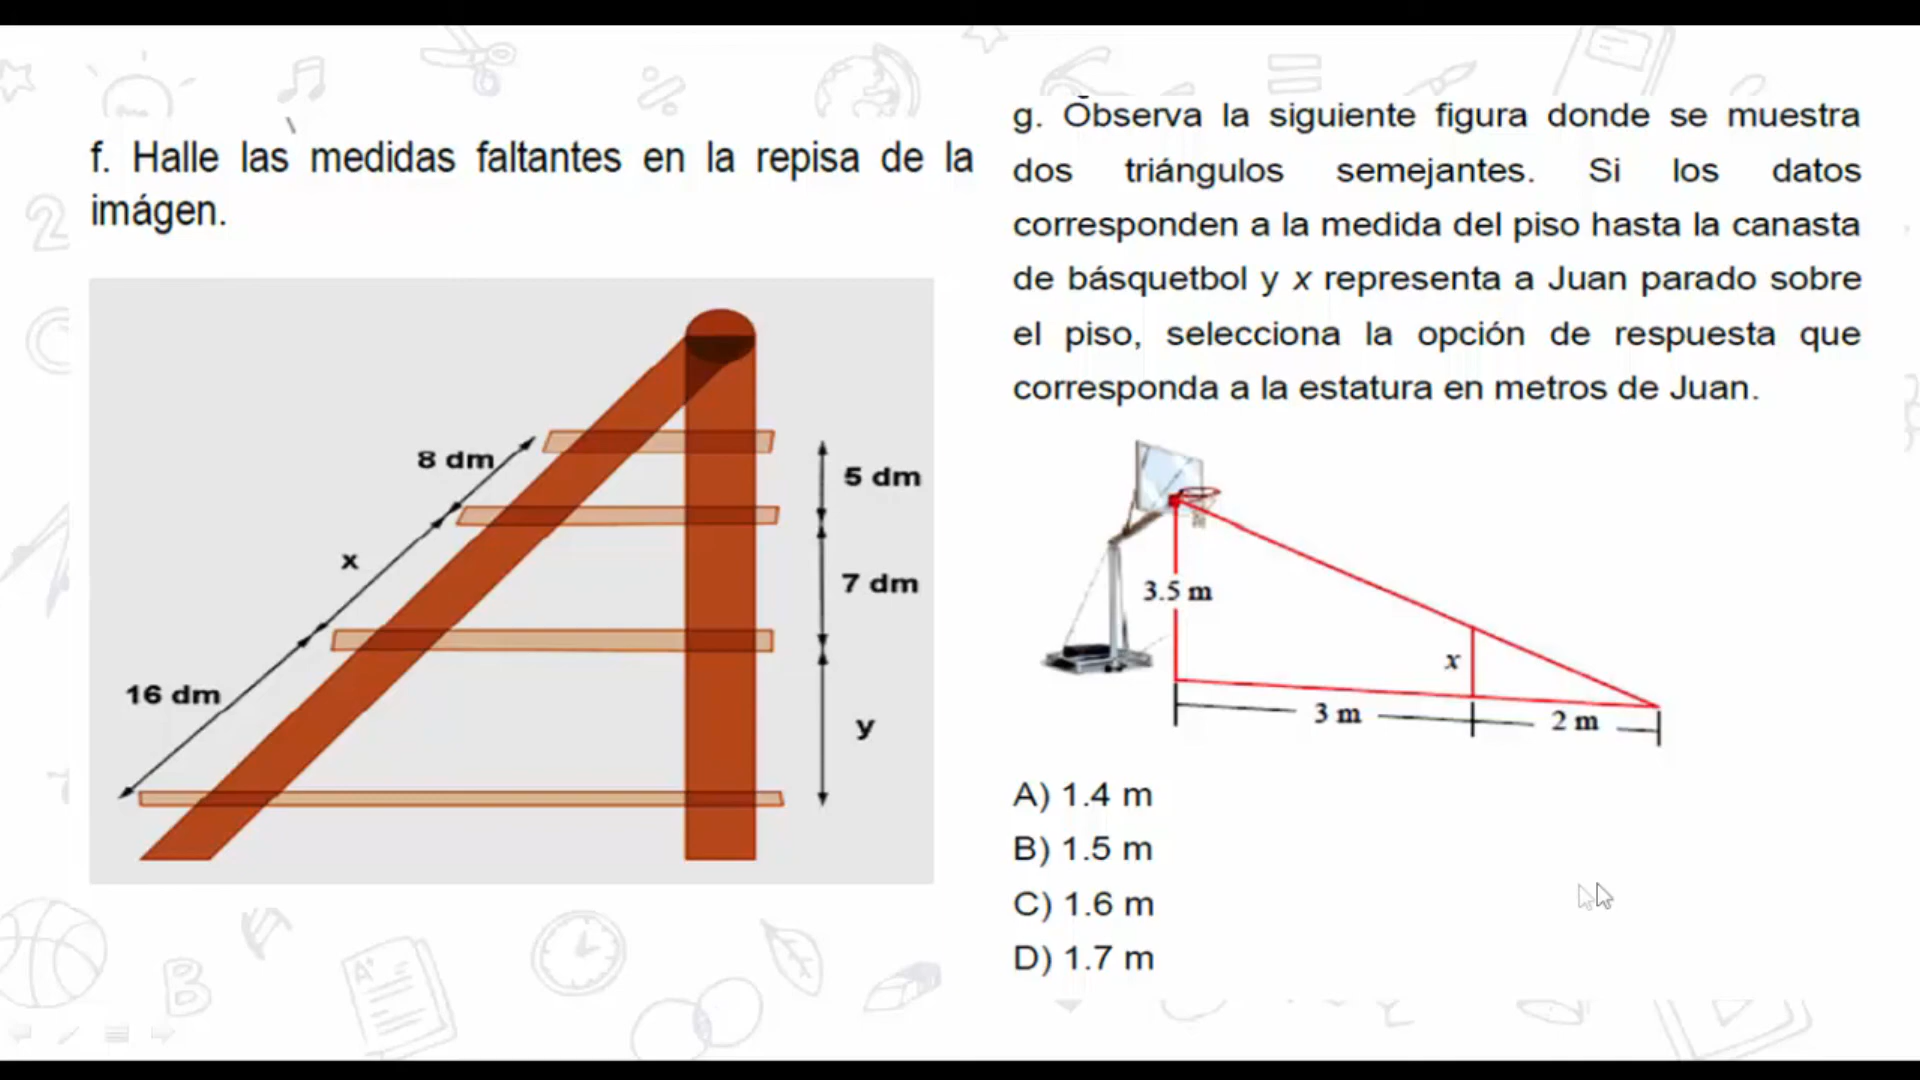 f. Halle las medidas faltantes en la repisa de la
imágen.
8 dm
5 dm
x
7 dm
16 dm
y
g. Observa la siguiente figura donde se muestra
dos triángulos semejantes. Si los datos
corresponden a la medida del piso hasta la canasta
de básquetbol y x representa a Juan parado sobre
el piso, selecciona la opción de respuesta que
corresponda a la estatura en metros de Juan.
3.5 m
x
3 m
2 m
A) 1.4 m
B) 1.5 m
C) 1.6 m
D) 1.7 m